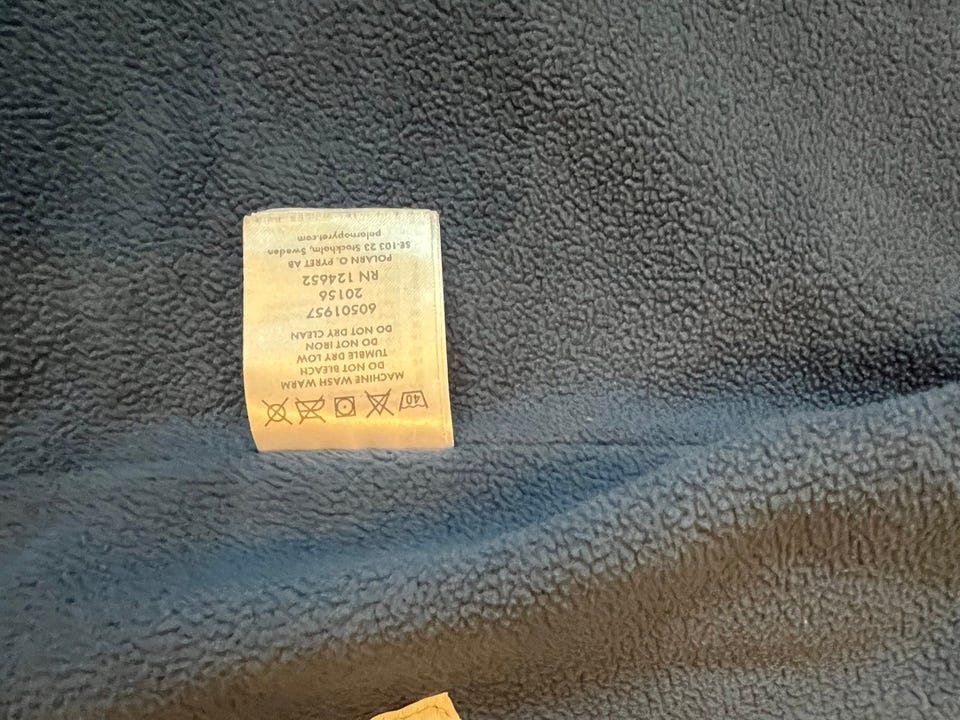 40
MACHINE WASH WARM
DO NOT BLEACH
TUMBLE DRY LOW
DO NOT IRON
DO NOT DRY CLEAN
60501957
20156
RN 124652
POLARN O. PYRET AB
SE-103 23 Stockholm, Sweden
polarnopyret.com